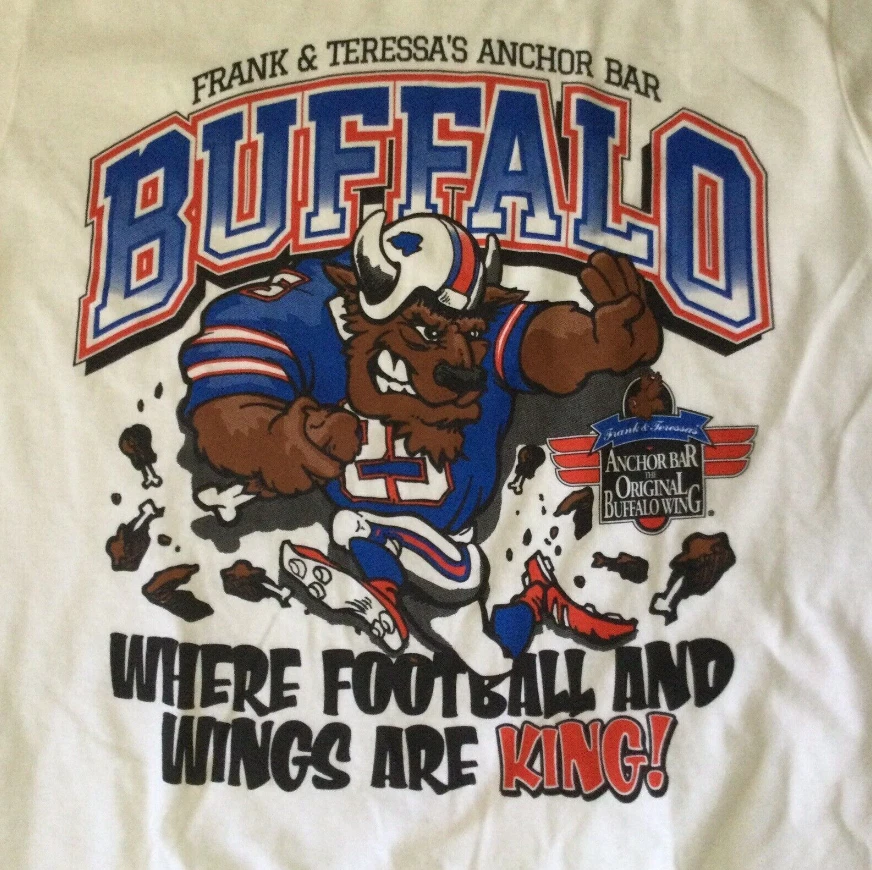 FRANK & TERESSA'S ANCHOR BAR
BUFFALO
Frank & Teressa's
ANCHOR BAR
THE
ORIGINAL
BUFFALO WING
WHERE FOOTBALL AND
WINGS ARE KING!